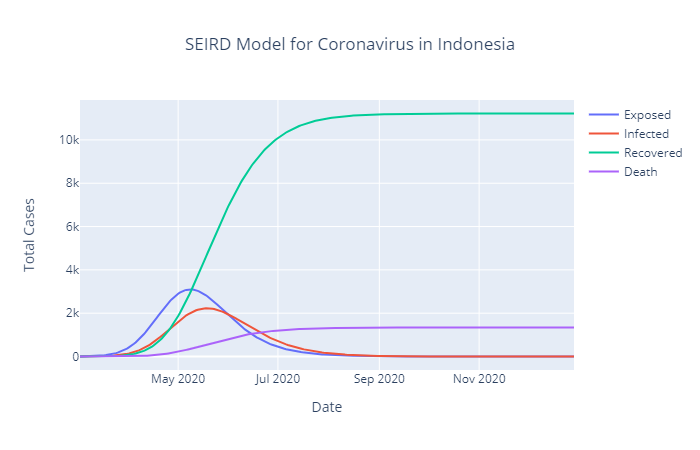 SEIRD Model for Coronavirus in Indonesia
Exposed
Infected
Recovered
Death
10k
8k
6k
4k
2k
0
Total Cases
May 2020
Jul 2020
Sep 2020
Nov 2020
Date